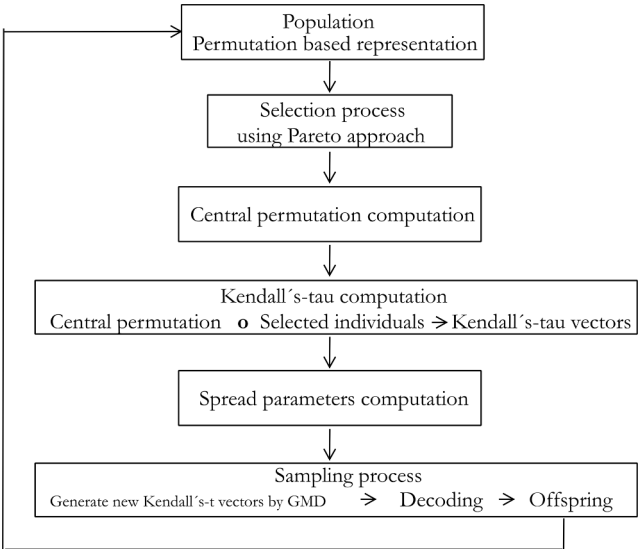 Population
Permutation based representation
Selection process
using Pareto approach
Central permutation computation
Kendall´s-tau computation
Central permutation o Selected individuals → Kendall´s-tau vectors
Spread parameters computation
Sampling process
Generate new Kendall´s-t vectors by GMD → Decoding → Offspring